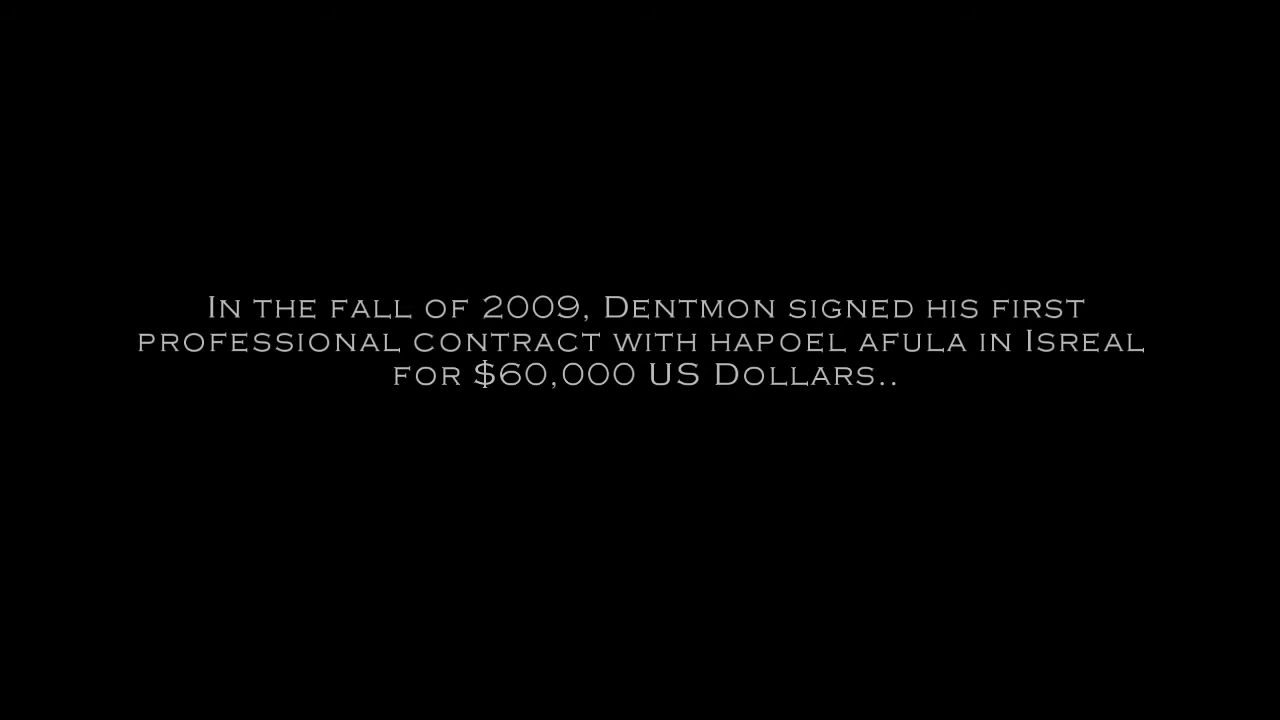 In the fall of 2009, Dentmon signed his first
professional contract with hapoel afula in Isreal
for $60,000 US Dollars..